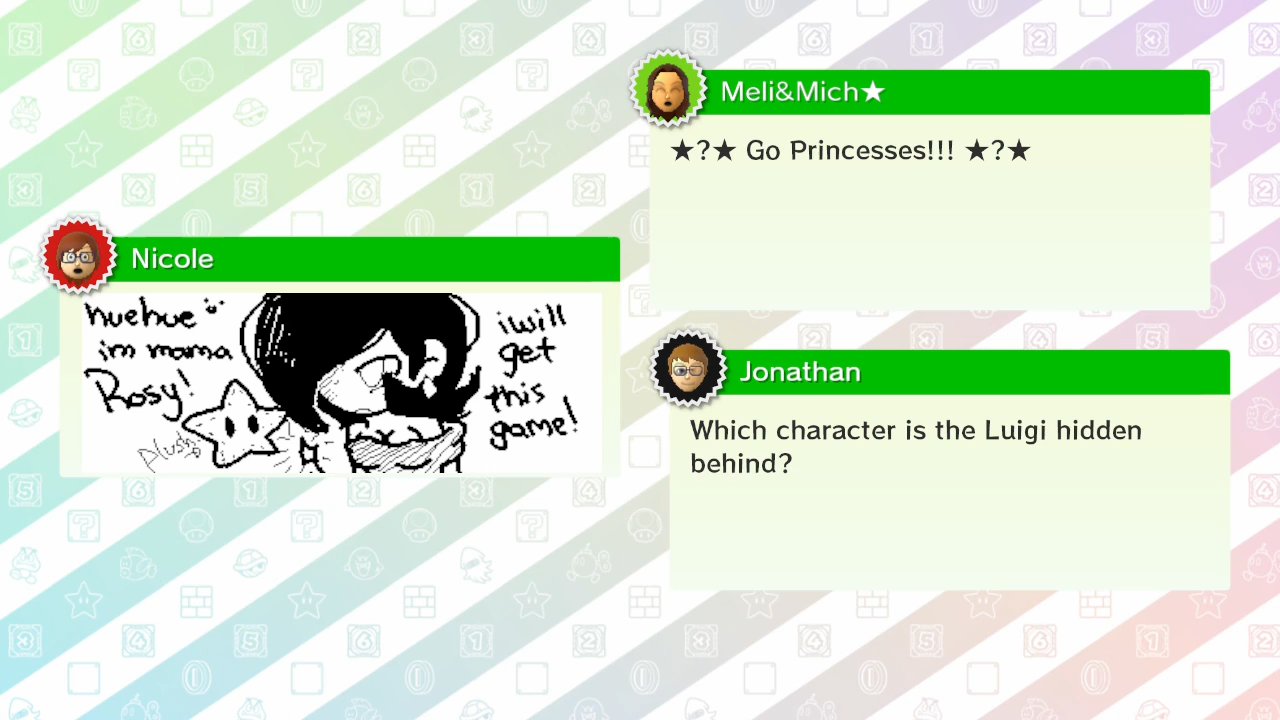 Meli&Mich★
★?★ Go Princesses!!! ★?★
Nicole
huehue
im mama
Rosy!
i will
get
this
game!
Jonathan
Which character is the Luigi hidden
behind?